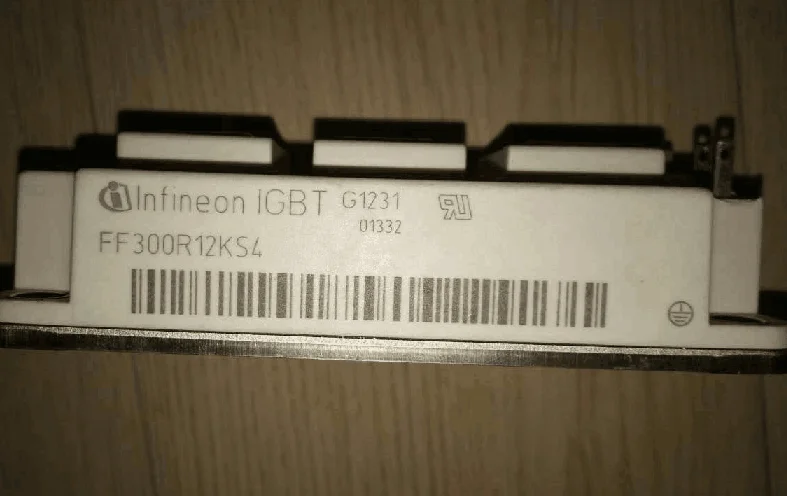 Infineon IGBT G1231
01332
FF300R12KS4